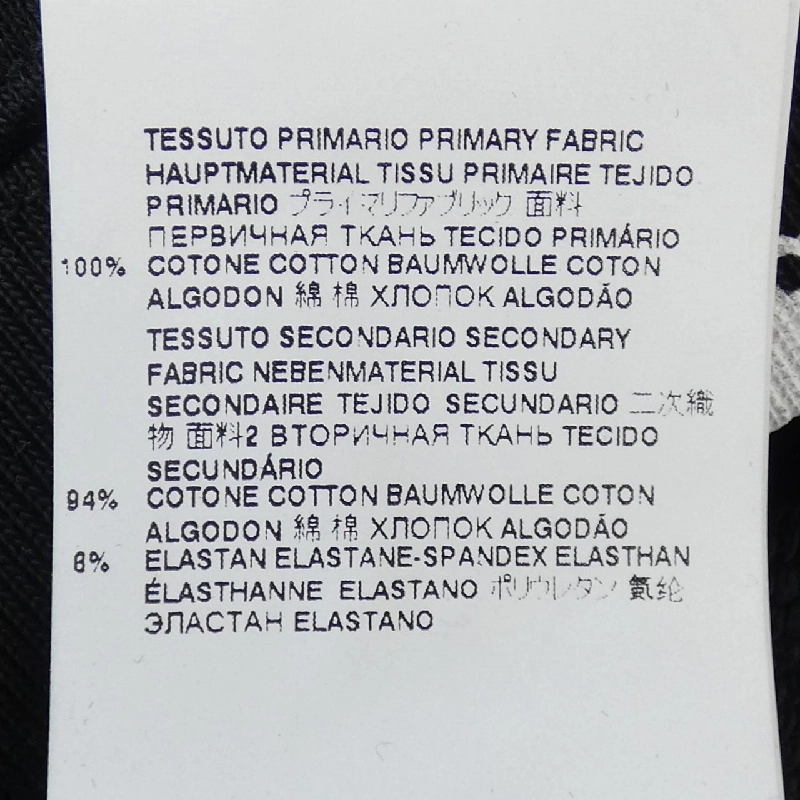 TESSUTO PRIMARIO PRIMARY FABRIC
HAUPTMATERIAL TISSU PRIMAIRE TEJIDO
PRIMARIO プライマリファブリック 面料
ПЕРВИЧНАЯ ТКАНЬ TECIDO PRIMÁRIO
100% COTONE COTTON BAUMWOLLE COTON
ALGODON 綿 棉 ХЛОПОК ALGODÃO
TESSUTO SECONDARIO SECONDARY
FABRIC NEBENMATERIAL TISSU
SECONDAIRE TEJIDO SECUNDARIO 二次織
物 面料2 ВТОРИЧНАЯ ТКАНЬ TECIDO
SECUNDÁRIO
94% COTONE COTTON BAUMWOLLE COTON
ALGODON 綿 棉 ХЛОПОК ALGODÃO
6% ELASTAN ELASTANE-SPANDEX ELASTHAN
ÉLASTHANNE ELASTANO ポリウレタン 氨纶
ЭЛАСТАН ELASTANO